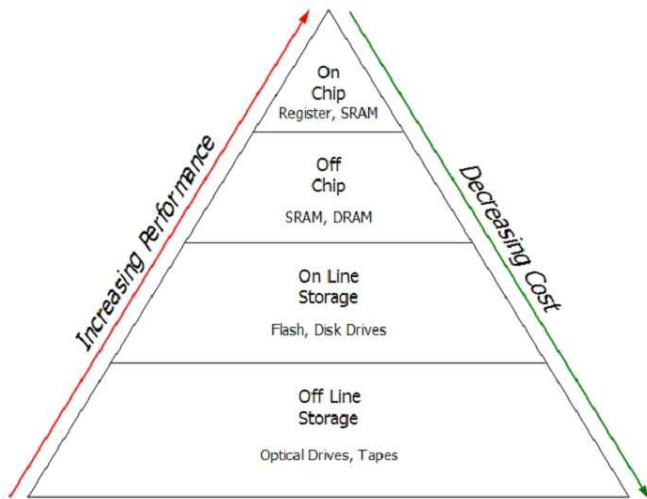 On
Chip
Register, SRAM
Off
Chip
SRAM, DRAM
On Line
Storage
Flash, Disk Drives
Off Line
Storage
Optical Drives, Tapes
Increasing Performance
Decreasing Cost